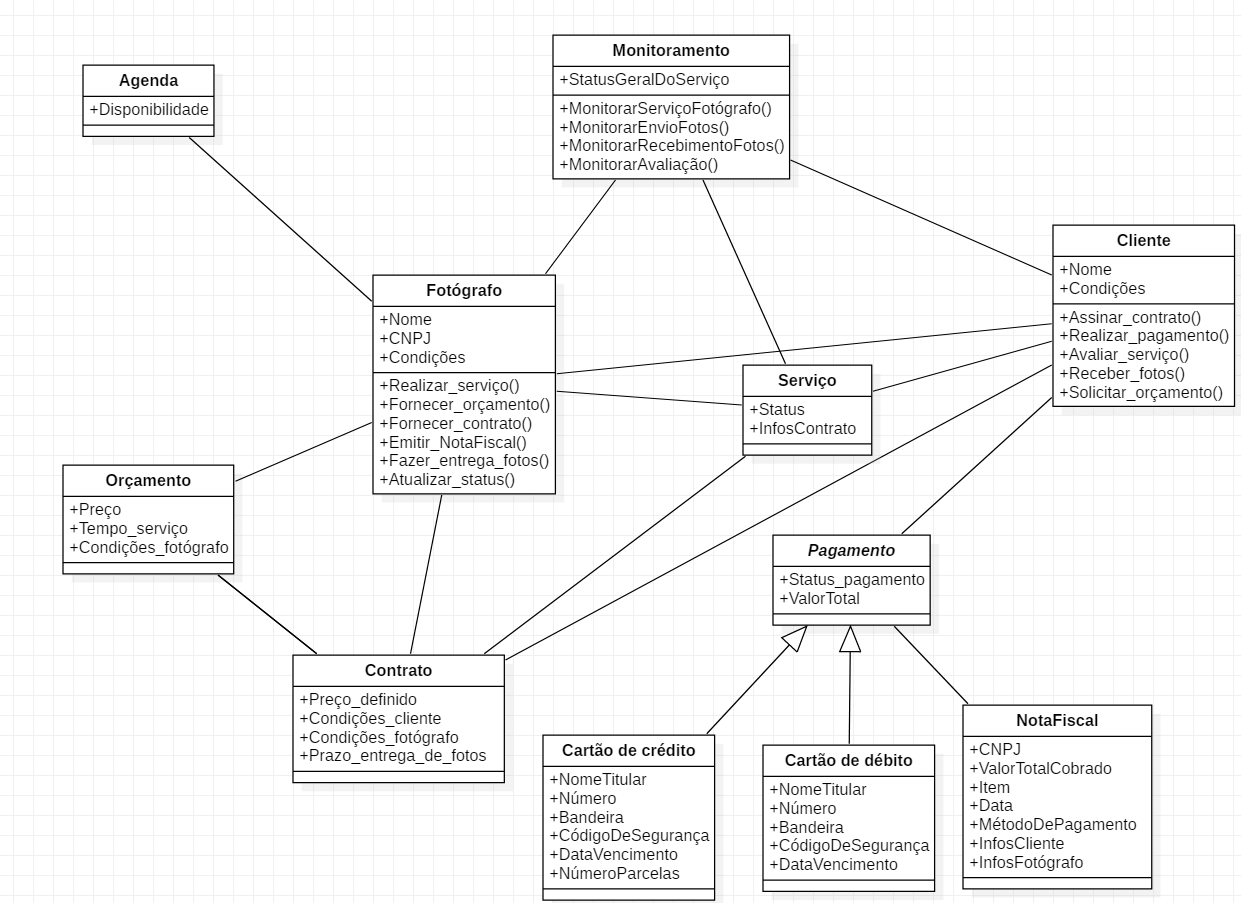 Agenda
+Disponibilidade
Monitoramento
+StatusGeralDoServiço
+MonitorarServiçoFotógrafo()
+MonitorarEnvioFotos()
+MonitorarRecebimentoFotos()
+MonitorarAvaliação()
Cliente
+Nome
+Condições
+Assinar_contrato()
+Realizar_pagamento()
+Avaliar_serviço()
+Receber_fotos()
+Solicitar_orçamento()
Fotógrafo
+Nome
+CNPJ
+Condições
+Realizar_serviço()
+Fornecer_orçamento()
+Fornecer_contrato()
+Emitir_NotaFiscal()
+Fazer_entrega_fotos()
+Atualizar_status()
Serviço
+Status
+InfosContrato
Orçamento
+Preço
+Tempo_serviço
+Condições_fotógrafo
Pagamento
+Status_pagamento
+ValorTotal
Contrato
+Preço_definido
+Condições_cliente
+Condições_fotógrafo
+Prazo_entrega_de_fotos
Cartão de crédito
+NomeTitular
+Número
+Bandeira
+CódigoDeSegurança
+DataVencimento
+NúmeroParcelas
Cartão de débito
+NomeTitular
+Número
+Bandeira
+CódigoDeSegurança
+DataVencimento
NotaFiscal
+CNPJ
+ValorTotalCobrado
+Item
+Data
+MétodoDePagamento
+InfosCliente
+InfosFotógrafo